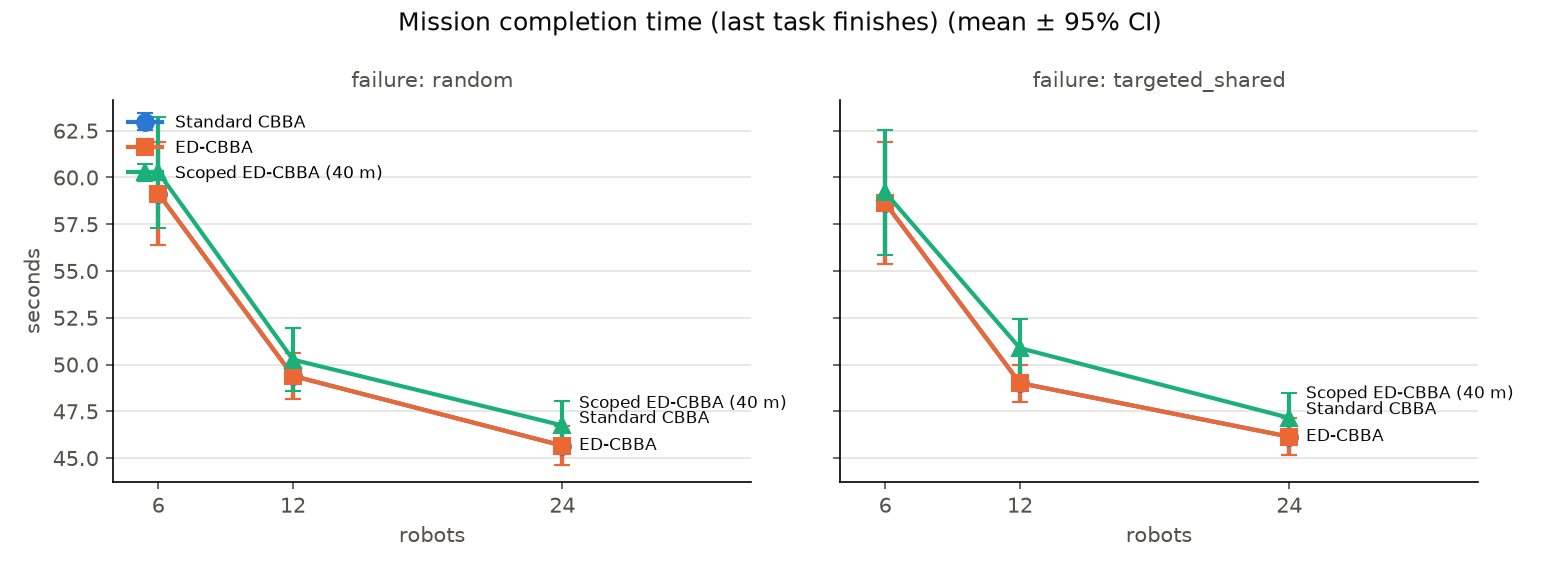 Mission completion time (last task finishes) (mean ± 95% CI)
failure: random
Standard CBBA
ED-CBBA
Scoped ED-CBBA (40 m)
62.5
60.0
57.5
55.0
52.5
50.0
47.5
45.0
seconds
Scoped ED-CBBA (40 m)
Standard CBBA
ED-CBBA
6
12
24
robots
failure: targeted_shared
Scoped ED-CBBA (40 m)
Standard CBBA
ED-CBBA
6
12
24
robots